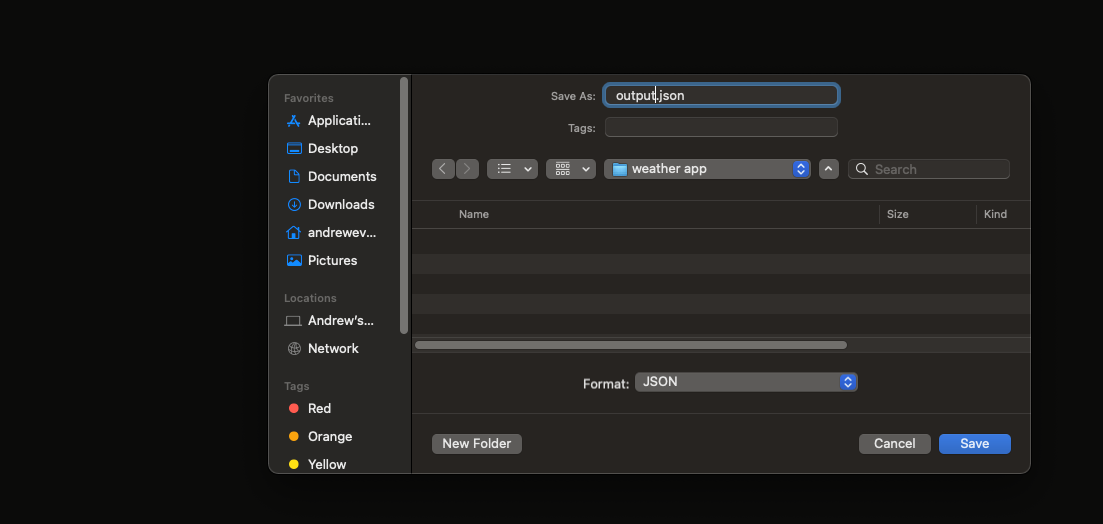 Favorites
Applicati...
Desktop
Documents
Downloads
andrewev...
Pictures
Locations
Andrew's...
Network
Tags
Red
Orange
Yellow
Save As: output.json
Tags:
weather app
Search
Name Size Kind
Format: JSON
New Folder Cancel Save